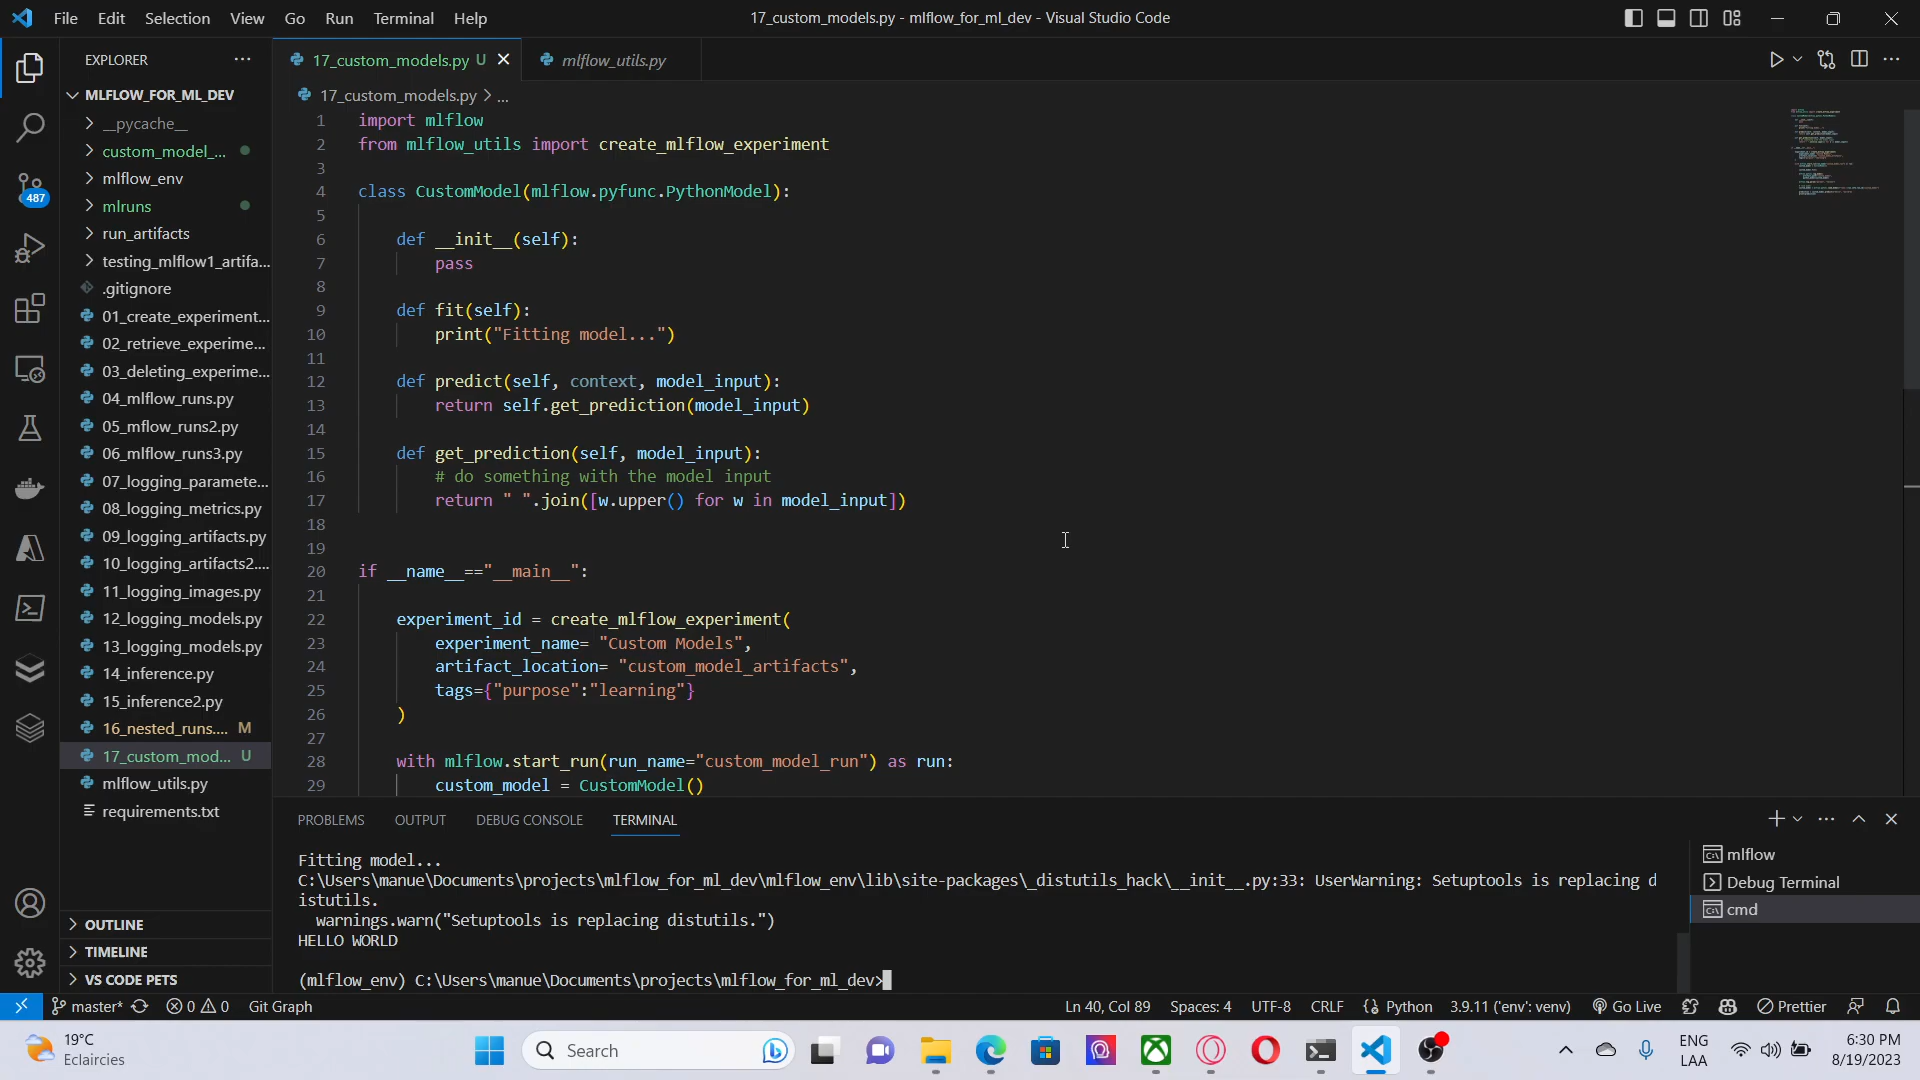 File Edit Selection View Go Run Terminal Help
17_custom_models.py - mlflow_for_ml_dev - Visual Studio Code
EXPLORER
MLFLOW_FOR_ML_DEV
__pycache__
custom_model_...
mlflow_env
mlruns
run_artifacts
testing_mlflow1_artifa...
.gitignore
01_create_experiment...
02_retrieve_experime...
03_deleting_experime...
04_mlflow_runs.py
05_mflow_runs2.py
06_mlflow_runs3.py
07_logging_paramete...
08_logging_metrics.py
09_logging_artifacts.py
10_logging_artifacts2....
11_logging_images.py
12_logging_models.py
13_logging_models.py
14_inference.py
15_inference2.py
16_nested_runs.... M
17_custom_mod... U
mlflow_utils.py
requirements.txt
OUTLINE
TIMELINE
VS CODE PETS
487
17_custom_models.py U
mlflow_utils.py
17_custom_models.py > ...
1 import mlflow
2 from mlflow_utils import create_mlflow_experiment
3
4 class CustomModel(mlflow.pyfunc.PythonModel):
5
6 def __init__(self):
7 pass
8
9 def fit(self):
10 print("Fitting model...")
11
12 def predict(self, context, model_input):
13 return self.get_prediction(model_input)
14
15 def get_prediction(self, model_input):
16 # do something with the model input
17 return " ".join([w.upper() for w in model_input])
18
19
20 if __name__=="__main__":
21
22 experiment_id = create_mlflow_experiment(
23 experiment_name= "Custom Models",
24 artifact_location= "custom_model_artifacts",
25 tags={"purpose":"learning"}
26 )
27
28 with mlflow.start_run(run_name="custom_model_run") as run:
29 custom_model = CustomModel()
PROBLEMS OUTPUT DEBUG CONSOLE TERMINAL
Fitting model...
C:\Users\manue\Documents\projects\mlflow_for_ml_dev\mlflow_env\lib\site-packages\_distutils_hack\__init__.py:33: UserWarning: Setuptools is replacing d
istutils.
warnings.warn("Setuptools is replacing distutils.")
HELLO WORLD
(mlflow_env) C:\Users\manue\Documents\projects\mlflow_for_ml_dev>
mlflow
Debug Terminal
cmd
master* 0 0 Git Graph
Ln 40, Col 89 Spaces: 4 UTF-8 CRLF Python 3.9.11 ('env': venv) Go Live Prettier
19°C
Eclaircies
Search
ENG
LAA
6:30 PM
8/19/2023